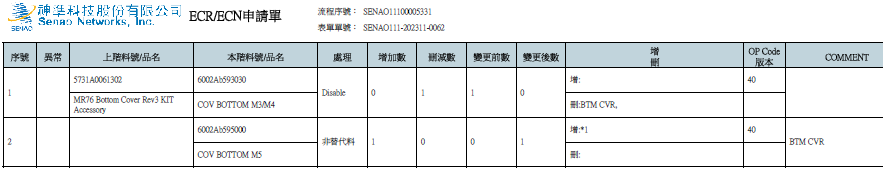 神準科技股份有限公司
Senao Networks, Inc.
SENAO
ECR/ECN申請單
流程序號： SENAO11100005331
表單單號： SENAO111-202311-0062
序號 異常 上階料號/品名 本階料號/品名 處理 增加數 刪減數 變更前數 變更後數 增 刪 OP Code 版本 COMMENT
1 5731A0061302 6002Ab593030 Disable 0 1 1 0 增: 40
MR76 Bottom Cover Rev3 KIT Accessory COV BOTTOM M3/M4 刪:BTM CVR,
2 6002Ab595000 非替代料 1 0 0 1 增:*1 40 BTM CVR
COV BOTTOM M5 刪: